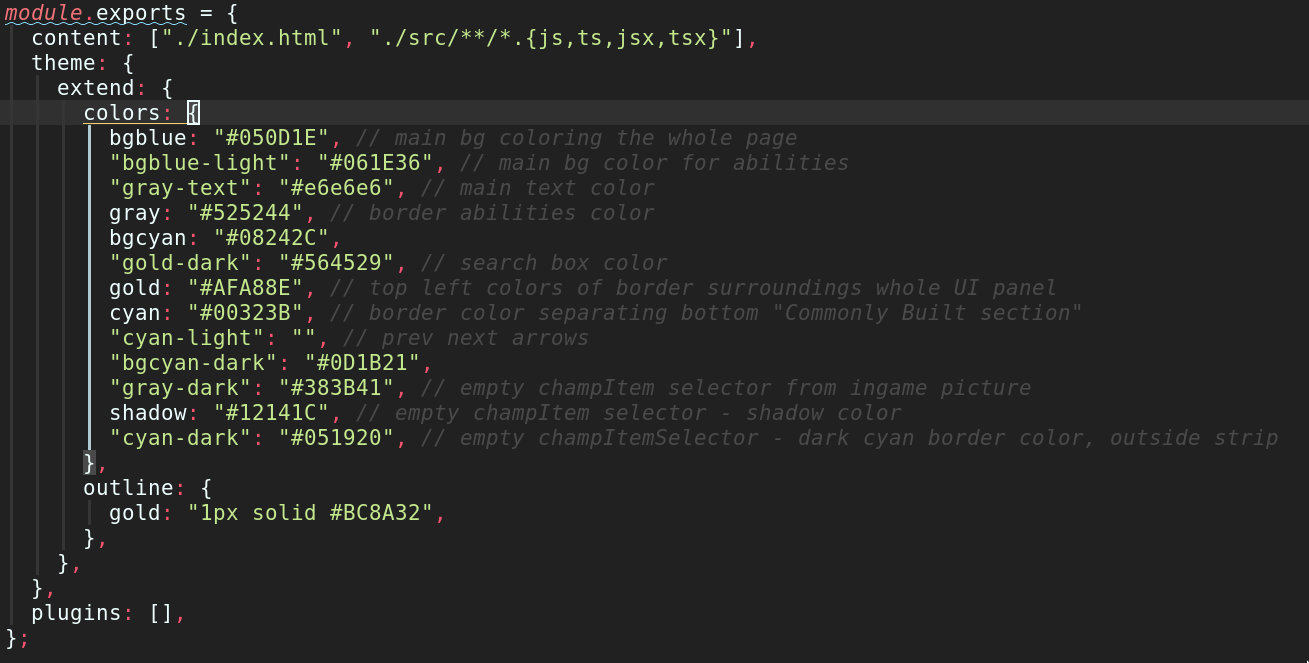 module.exports = {
  content: ["./index.html", "./src/**/*.{js,ts,jsx,tsx}"],
  theme: {
    extend: {
      colors: {
        bgblue: "#050D1E", // main bg coloring the whole page
        "bgblue-light": "#061E36", // main bg color for abilities
        "gray-text": "#e6e6e6", // main text color
        gray: "#525244", // border abilities color
        bgcyan: "#08242C",
        "gold-dark": "#564529", // search box color
        gold: "#AFA88E", // top left colors of border surroundings whole UI panel
        cyan: "#00323B", // border color separating bottom "Commonly Built section"
        "cyan-light": "", // prev next arrows
        "bgcyan-dark": "#0D1B21",
        "gray-dark": "#383B41", // empty champItem selector from ingame picture
        shadow: "#12141C", // empty champItem selector - shadow color
        "cyan-dark": "#051920", // empty champItemSelector - dark cyan border color, outside strip
      },
      outline: {
        gold: "1px solid #BC8A32",
      },
    },
  },
  plugins: [],
};